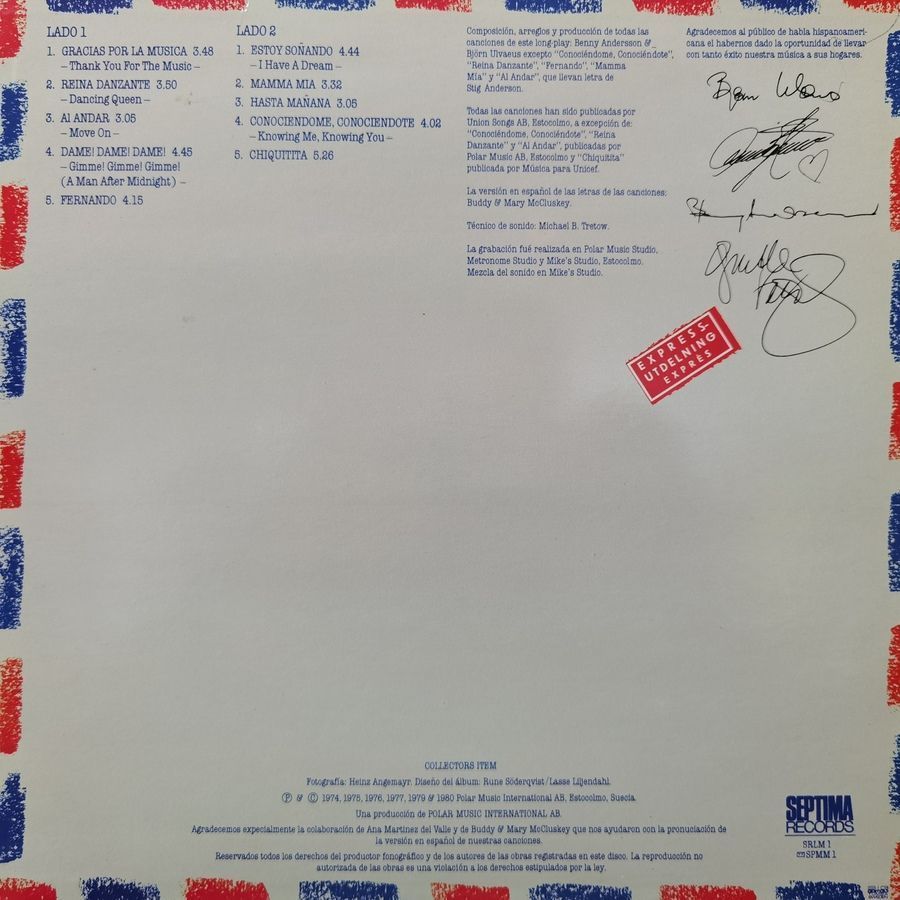 LADO 1
1. GRACIAS POR LA MUSICA 3.48
– Thank You For The Music –
2. REINA DANZANTE 3.50
– Dancing Queen –
3. Al ANDAR 3.05
– Move On –
4. DAME! DAME! DAME! 4.45
– Gimme! Gimme! Gimme!
(A Man After Midnight) –
5. FERNANDO 4.15
LADO 2
1. ESTOY SOÑANDO 4.44
– I Have A Dream –
2. MAMMA MIA 3.32
3. HASTA MAÑANA 3.05
4. CONOCIENDOME, CONOCIENDOTE 4.02
– Knowing Me, Knowing You –
5. CHIQUITITA 5.26
Composición, arreglos y producción de todas las
canciones de este long-play: Benny Andersson &
Björn Ulvaeus excepto "Conociéndome, Conociéndote",
"Reina Danzante", "Fernando", "Mamma
Mía" y "Al Andar", que llevan letra de
Stig Anderson.
Todas las canciones han sido publicadas por
Union Songs AB, Estocolmo, a excepción de:
"Conociéndome, Conociéndote", "Reina
Danzante" y "Al Andar", publicadas por
Polar Music AB, Estocolmo y "Chiquitita"
publicada por Música para Unicef.
La versión en español de las letras de las canciones:
Buddy & Mary McCluskey.
Técnico de sonido: Michael B. Tretow.
La grabación fué realizada en Polar Music Studio,
Metronome Studio y Mike's Studio, Estocolmo.
Mezcla del sonido en Mike's Studio.
Agradecemos al público de habla hispanoameri-
cana el habernos dado la oportunidad de llevar
con tanto éxito nuestra música a sus hogares.
EXPRESS-
UTDELNING
EXPRÈS
COLLECTORS ITEM
Fotografía: Heinz Angemayr. Diseño del álbum: Rune Söderqvist / Lasse Liljendahl.
Ⓟ & Ⓒ 1974, 1975, 1976, 1977, 1979 & 1980 Polar Music International AB, Estocolmo, Suecia.
Una producción de POLAR MUSIC INTERNATIONAL AB.
Agradecemos expecialmente la colaboración de Ana Martinez del Valle y de Buddy & Mary McCluskey que nos ayudaron con la pronuciación de
la versión en español de nuestras canciones.
Reservados todos los derechos del productor fonográfico y de los autores de las obras registradas en este disco. La reproducción no
autorizada de las obras es una violación a los derechos estipulados por la ley.
SEPTIMA
RECORDS
SRLM 1
SPMM 1